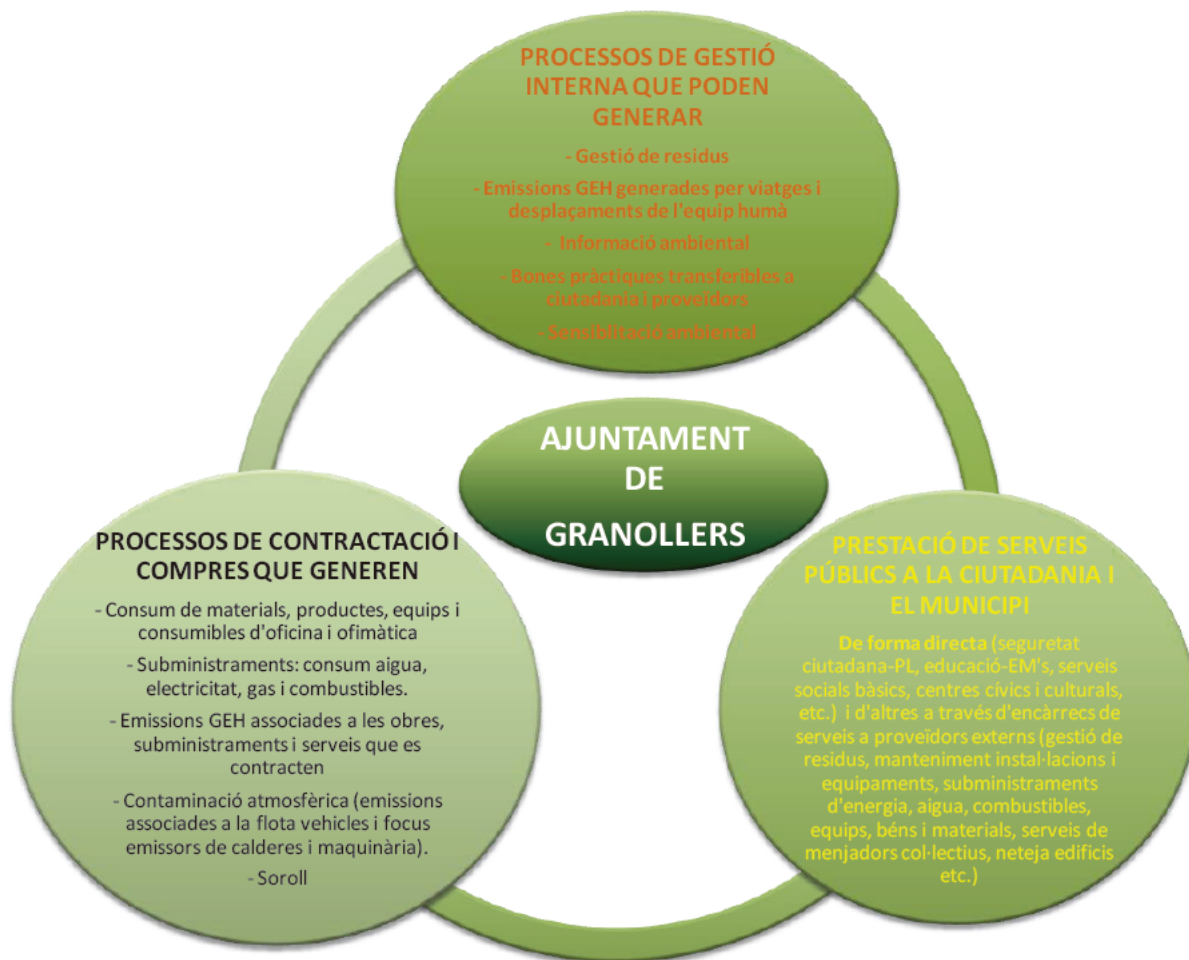 PROCESSOS DE GESTIÓ
INTERNA QUE PODEN
GENERAR
- Gestió de residus
- Emissions GEH generades per viatges i
desplaçaments de l'equip humà
- Informació ambiental
- Bones pràctiques transferibles a
ciutadania i proveïdors
- Sensiblitació ambiental
AJUNTAMENT
DE
GRANOLLERS
PROCESSOS DE CONTRACTACIÓ I
COMPRES QUE GENEREN
- Consum de materials, productes, equips i
consumibles d'oficina i ofimàtica
- Subministraments: consum aigua,
electricitat, gas i combustibles.
- Emissions GEH associades a les obres,
subministraments i serveis que es
contracten
- Contaminació atmosfèrica (emissions
associades a la flota vehicles i focus
emissors de calderes i maquinària).
- Soroll
PRESTACIÓ DE SERVEIS
PÚBLICS A LA CIUTADANIA I
EL MUNICIPI
De forma directa (seguretat
ciutadana-PL, educació-EM's, serveis
socials bàsics, centres cívics i culturals,
etc.) i d'altres a través d'encàrrecs de
serveis a proveïdors externs (gestió de
residus, manteniment instal·lacions i
equipaments, subministraments
d'energia, aigua, combustibles,
equips, béns i materials, serveis de
menjadors col·lectius, neteja edificis
etc.)